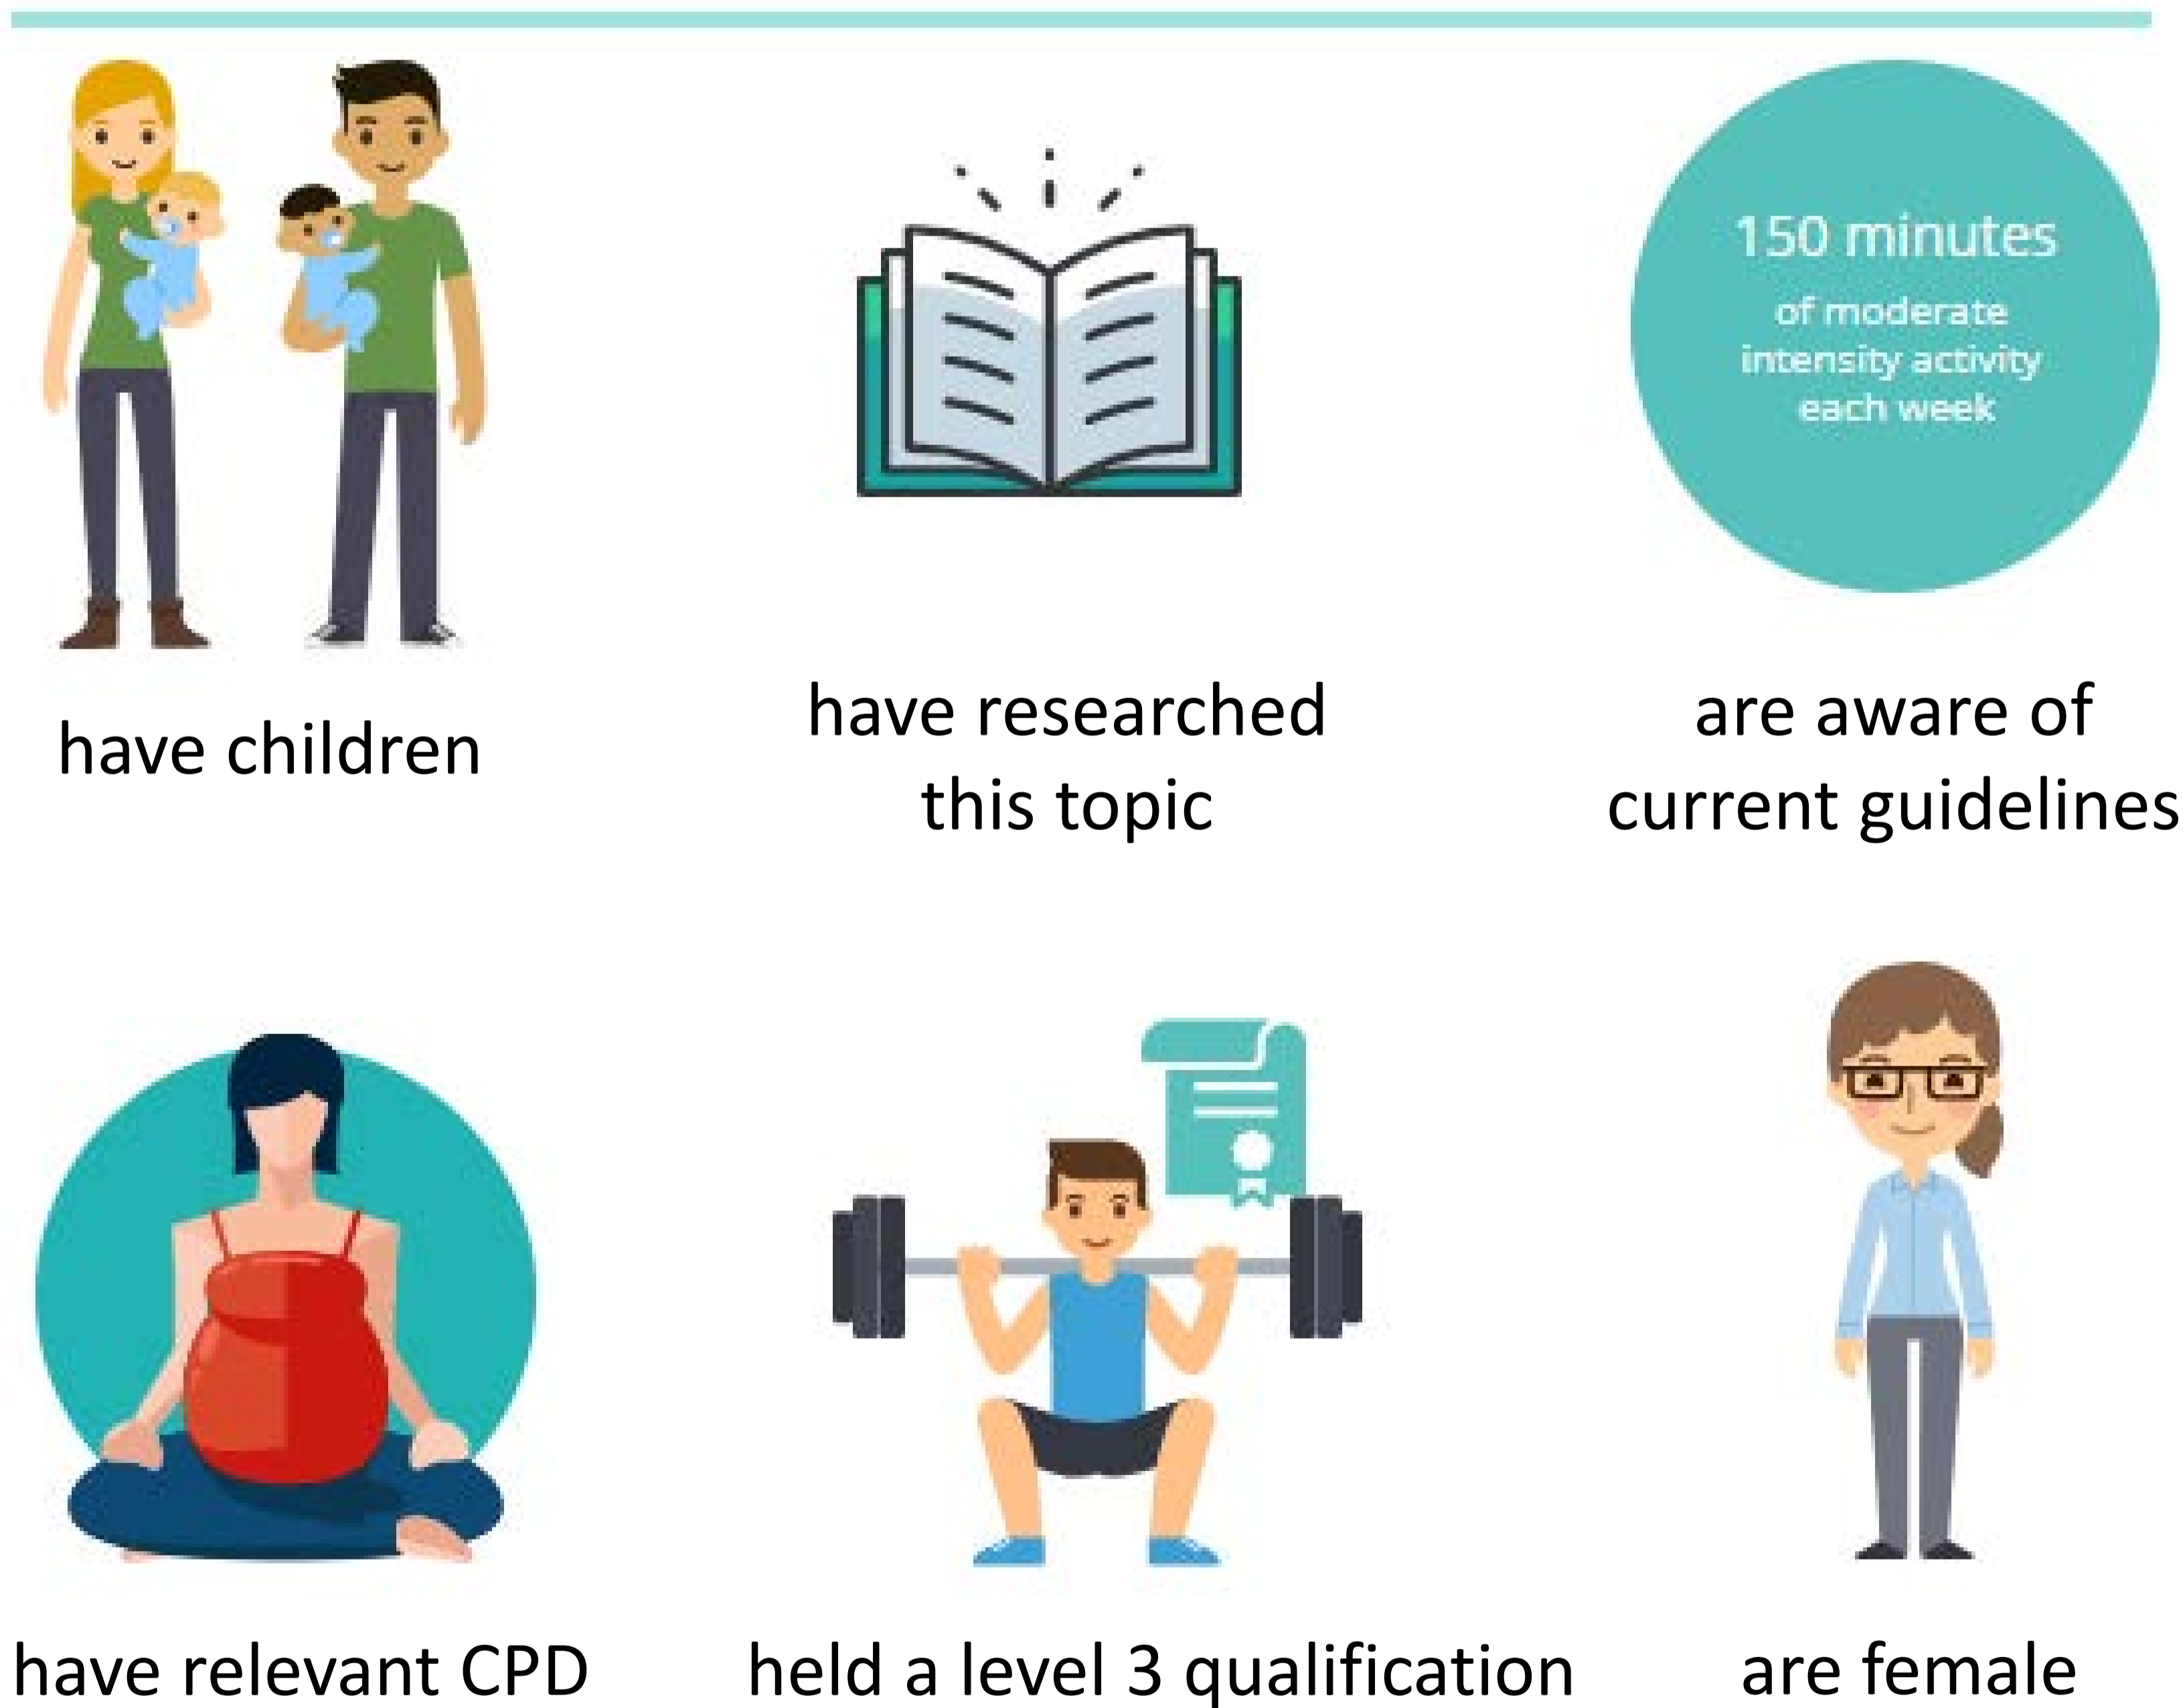 150 minutes
of moderate
intensity activity
each week
have children
have researched
this topic
are aware of
current guidelines
have relevant CPD
held a level 3 qualification
are female